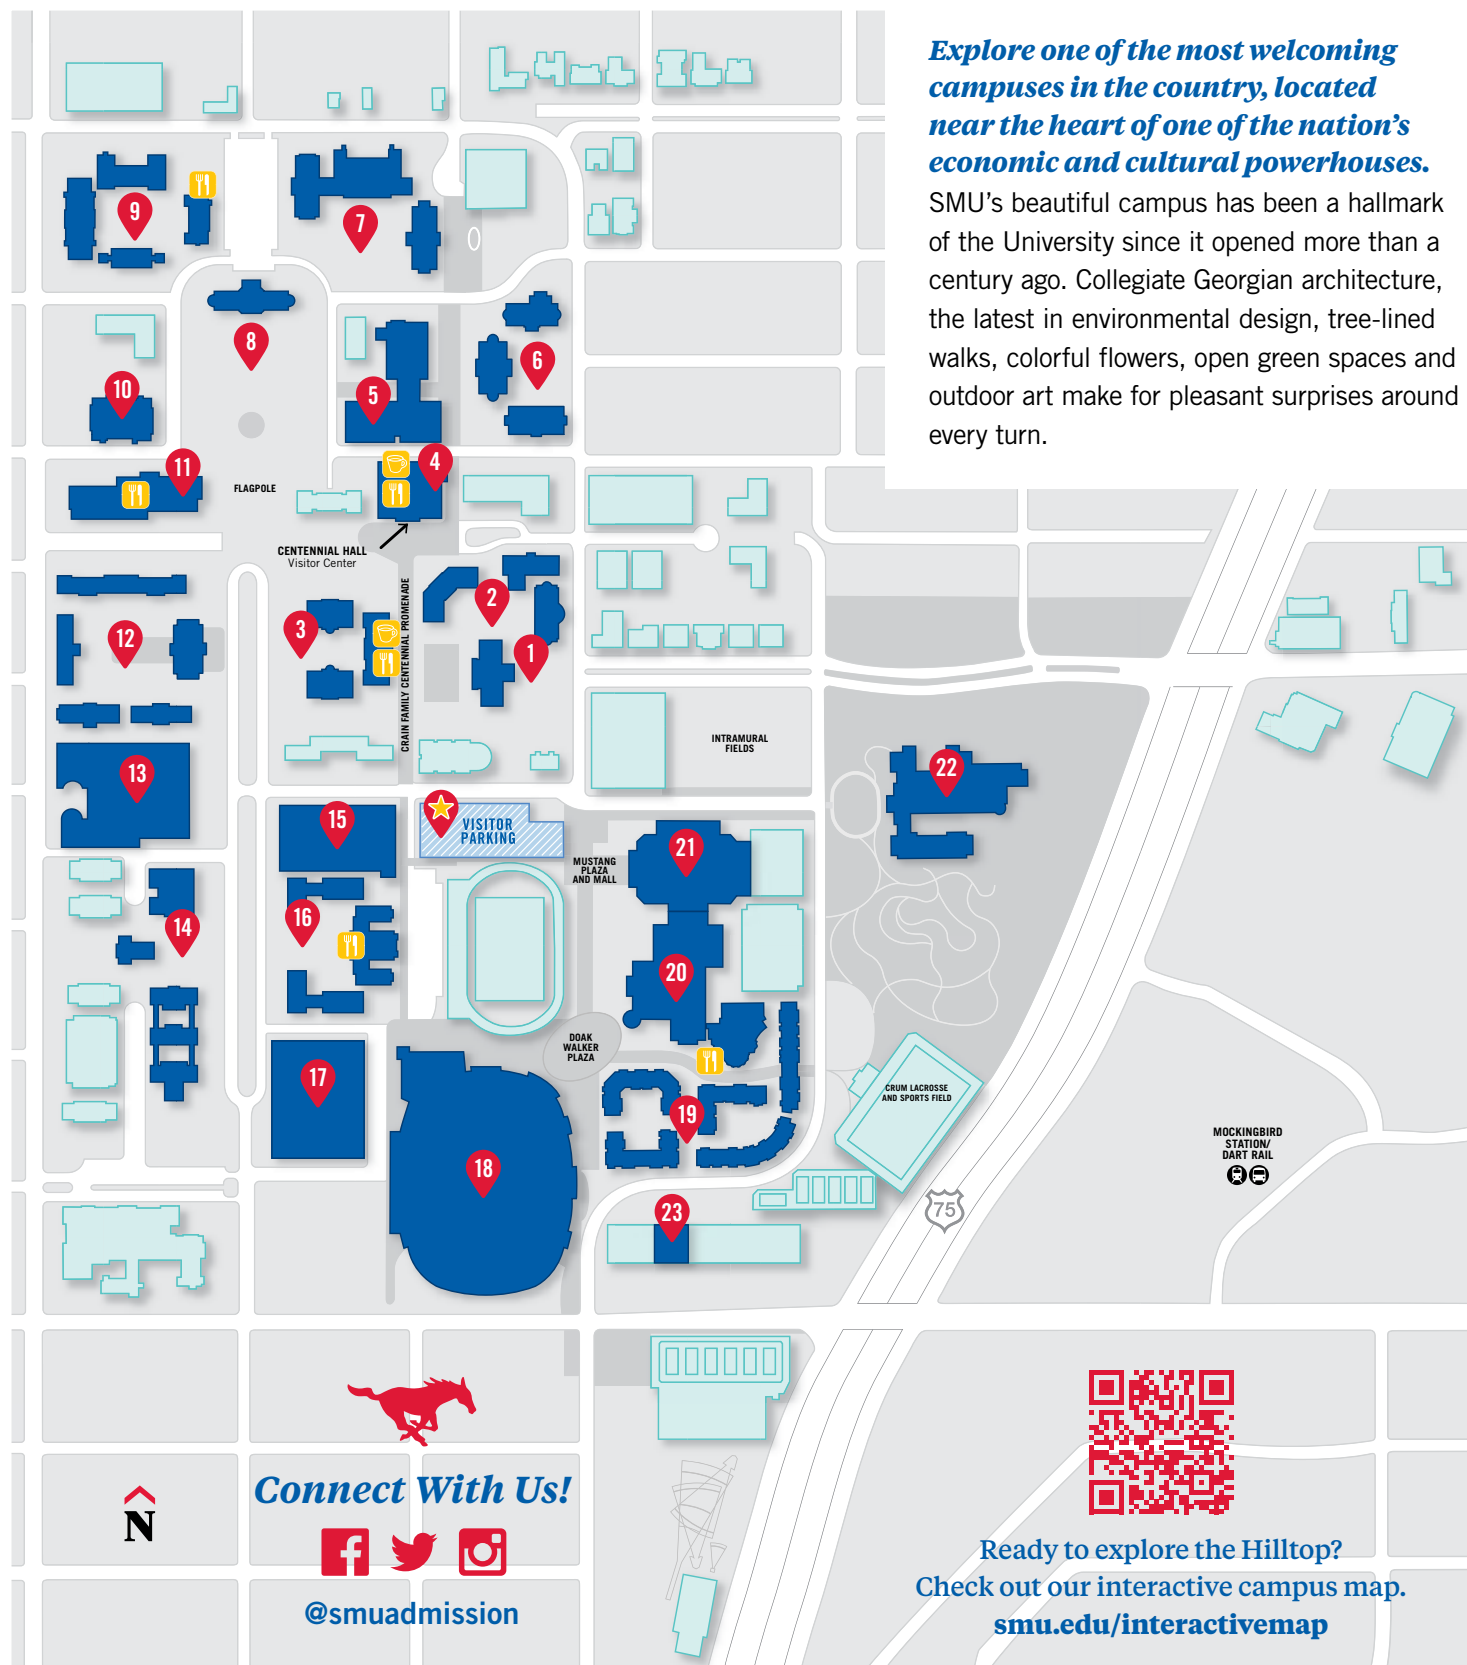 Explore one of the most welcoming
campuses in the country, located
near the heart of one of the nation’s
economic and cultural powerhouses.
SMU’s beautiful campus has been a hallmark
of the University since it opened more than a
century ago. Collegiate Georgian architecture,
the latest in environmental design, tree-lined
walks, colorful flowers, open green spaces and
outdoor art make for pleasant surprises around
every turn.
9
7
8
6
5
10
4
11
FLAGPOLE
CENTENNIAL HALL
Visitor Center
CRAIN FAMILY CENTENNIAL PROMENADE
2
3
12
1
INTRAMURAL
FIELDS
13
22
15
VISITOR
PARKING
21
MUSTANG
PLAZA
AND MALL
14
16
20
DOAK
WALKER
PLAZA
17
CRUM LACROSSE
AND SPORTS FIELD
19
18
MOCKINGBIRD
STATION/
DART RAIL
75
23
N
Connect With Us!
@smuadmission
Ready to explore the Hilltop?
Check out our interactive campus map.
smu.edu/interactivemap